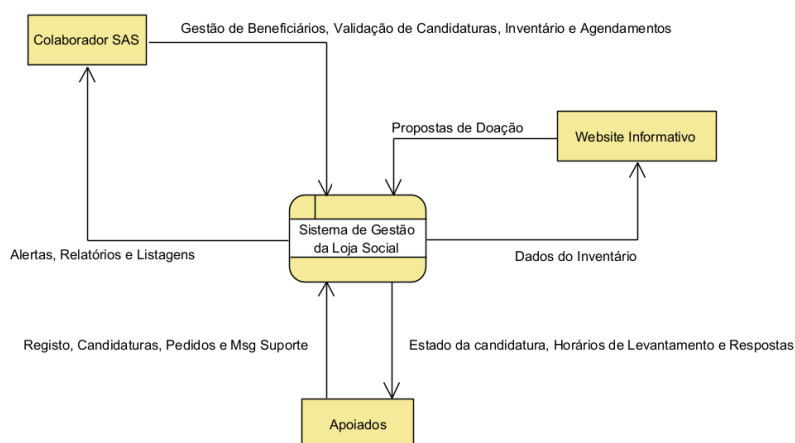 Colaborador SAS
Gestão de Beneficiários, Validação de Candidaturas, Inventário e Agendamentos
Propostas de Doação
Website Informativo
Sistema de Gestão
da Loja Social
Alertas, Relatórios e Listagens
Dados do Inventário
Registo, Candidaturas, Pedidos e Msg Suporte
Estado da candidatura, Horários de Levantamento e Respostas
Apoiados